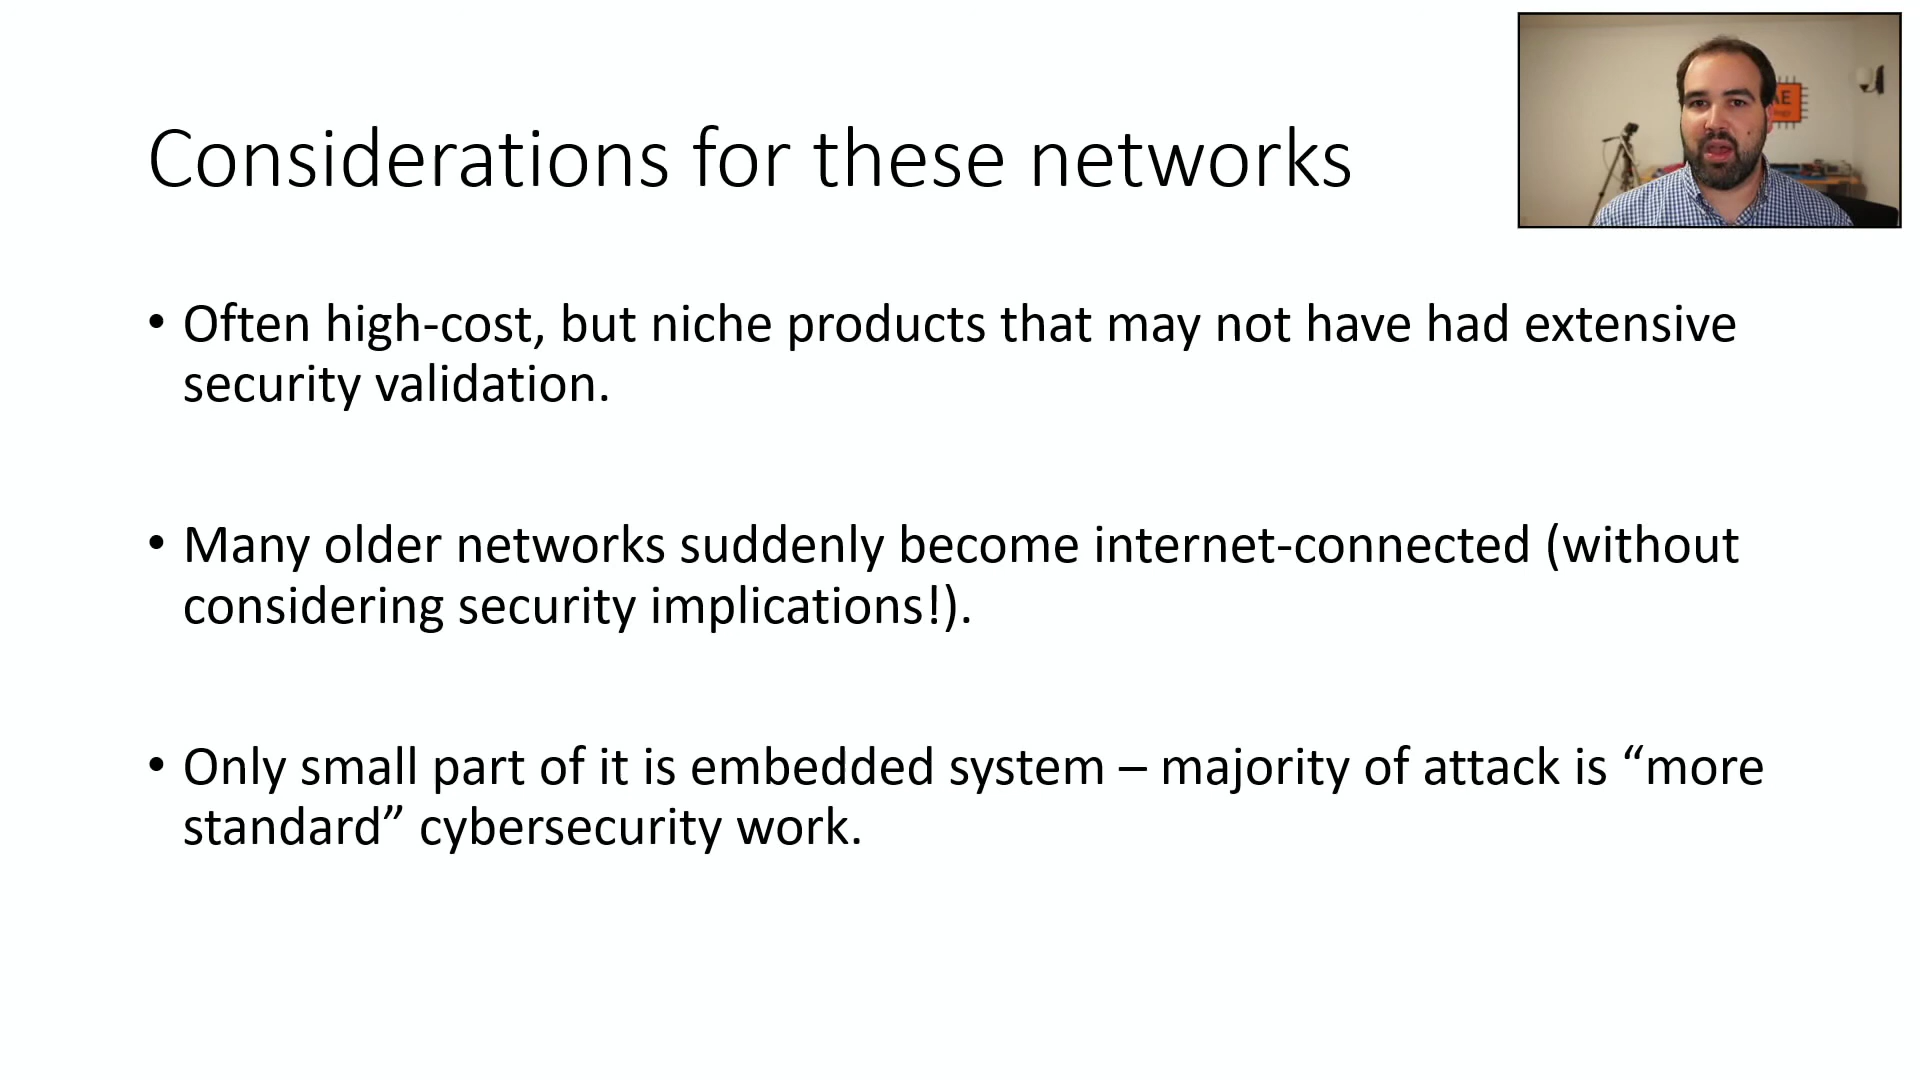 Considerations for these networks
• Often high-cost, but niche products that may not have had extensive
security validation.
• Many older networks suddenly become internet-connected (without
considering security implications!).
• Only small part of it is embedded system – majority of attack is “more
standard” cybersecurity work.
AE